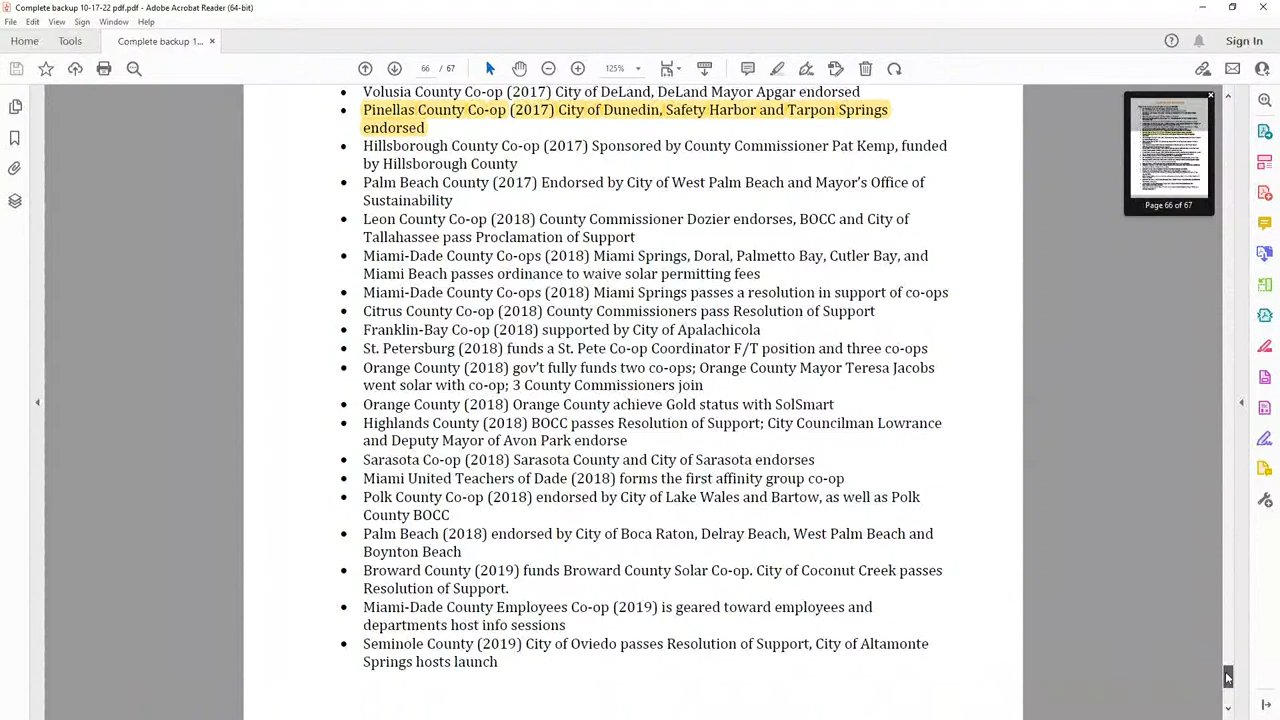 Complete backup 10-17-22 pdf.pdf - Adobe Acrobat Reader (64-bit)
File Edit View Sign Window Help
Home Tools Complete backup 1... × Sign In
66 / 67 125%
Volusia County Co-op (2017) City of DeLand, DeLand Mayor Apgar endorsed
• Pinellas County Co-op (2017) City of Dunedin, Safety Harbor and Tarpon Springs
endorsed
• Hillsborough County Co-op (2017) Sponsored by County Commissioner Pat Kemp, funded
by Hillsborough County
• Palm Beach County (2017) Endorsed by City of West Palm Beach and Mayor's Office of
Sustainability
• Leon County Co-op (2018) County Commissioner Dozier endorses, BOCC and City of
Tallahassee pass Proclamation of Support
• Miami-Dade County Co-ops (2018) Miami Springs, Doral, Palmetto Bay, Cutler Bay, and
Miami Beach passes ordinance to waive solar permitting fees
• Miami-Dade County Co-ops (2018) Miami Springs passes a resolution in support of co-ops
• Citrus County Co-op (2018) County Commissioners pass Resolution of Support
• Franklin-Bay Co-op (2018) supported by City of Apalachicola
• St. Petersburg (2018) funds a St. Pete Co-op Coordinator F/T position and three co-ops
• Orange County (2018) gov't fully funds two co-ops; Orange County Mayor Teresa Jacobs
went solar with co-op; 3 County Commissioners join
• Orange County (2018) Orange County achieve Gold status with SolSmart
• Highlands County (2018) BOCC passes Resolution of Support; City Councilman Lowrance
and Deputy Mayor of Avon Park endorse
• Sarasota Co-op (2018) Sarasota County and City of Sarasota endorses
• Miami United Teachers of Dade (2018) forms the first affinity group co-op
• Polk County Co-op (2018) endorsed by City of Lake Wales and Bartow, as well as Polk
County BOCC
• Palm Beach (2018) endorsed by City of Boca Raton, Delray Beach, West Palm Beach and
Boynton Beach
• Broward County (2019) funds Broward County Solar Co-op. City of Coconut Creek passes
Resolution of Support.
• Miami-Dade County Employees Co-op (2019) is geared toward employees and
departments host info sessions
• Seminole County (2019) City of Oviedo passes Resolution of Support, City of Altamonte
Springs hosts launch
Page 66 of 67